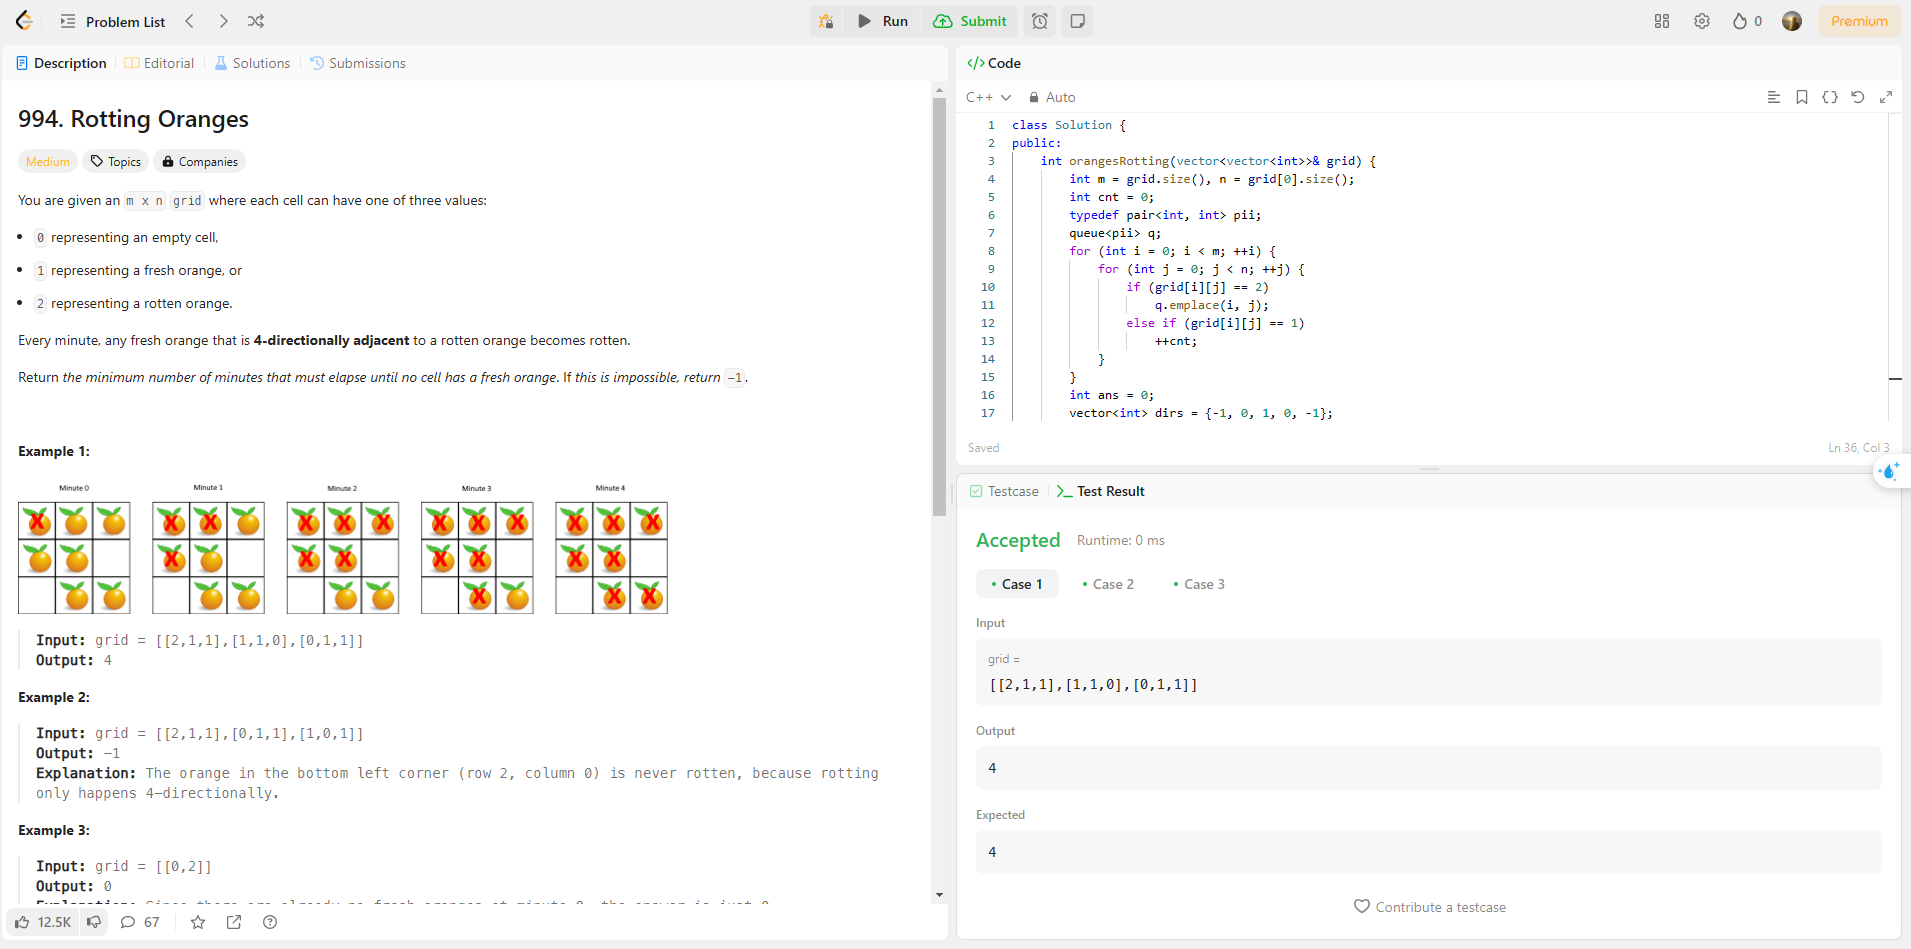 Problem List
Run
Submit
0
Premium
Description
Editorial
Solutions
Submissions
994. Rotting Oranges
Medium
Topics
Companies
You are given an m x n grid where each cell can have one of three values:
• 0 representing an empty cell,
• 1 representing a fresh orange, or
• 2 representing a rotten orange.
Every minute, any fresh orange that is 4-directionally adjacent to a rotten orange becomes rotten.
Return the minimum number of minutes that must elapse until no cell has a fresh orange. If this is impossible, return -1.
Example 1:
Minute 0 Minute 1 Minute 2 Minute 3 Minute 4
Input: grid = [[2,1,1],[1,1,0],[0,1,1]]
Output: 4
Example 2:
Input: grid = [[2,1,1],[0,1,1],[1,0,1]]
Output: -1
Explanation: The orange in the bottom left corner (row 2, column 0) is never rotten, because rotting
only happens 4-directionally.
Example 3:
Input: grid = [[0,2]]
Output: 0
12.5K
67
</> Code
C++
Auto
1 class Solution {
2 public:
3 int orangesRotting(vector<vector<int>>& grid) {
4 int m = grid.size(), n = grid[0].size();
5 int cnt = 0;
6 typedef pair<int, int> pii;
7 queue<pii> q;
8 for (int i = 0; i < m; ++i) {
9 for (int j = 0; j < n; ++j) {
10 if (grid[i][j] == 2)
11 q.emplace(i, j);
12 else if (grid[i][j] == 1)
13 ++cnt;
14 }
15 }
16 int ans = 0;
17 vector<int> dirs = {-1, 0, 1, 0, -1};
Saved
Ln 36, Col 3
Testcase
Test Result
Accepted
Runtime: 0 ms
• Case 1
• Case 2
• Case 3
Input
grid =
[[2,1,1],[1,1,0],[0,1,1]]
Output
4
Expected
4
Contribute a testcase